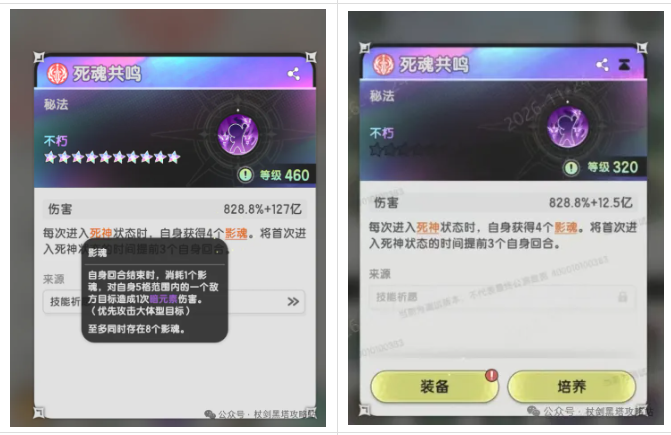 死魂共鸣
秘法
不朽
等级 460
伤害
828.8%+127亿
每次进入死神状态时，自身获得4个影魂。将首次进
入死神状态的时间提前3个自身回合。
影魂
自身回合结束时，消耗1个影
魂，对自身5格范围内的一个敌
方目标造成1次暗元素伤害。
（优先攻击大体型目标）
至多同时存在8个影魂。
来源
技能祈
公众号 · 杖剑黑塔攻略
死魂共鸣
秘法
不朽
等级 320
伤害
828.8%+12.5亿
每次进入死神状态时，自身获得4个影魂。将首次进
入死神状态的时间提前3个自身回合。
来源
技能祈愿
装备
培养
公众号 · 杖剑黑塔攻略